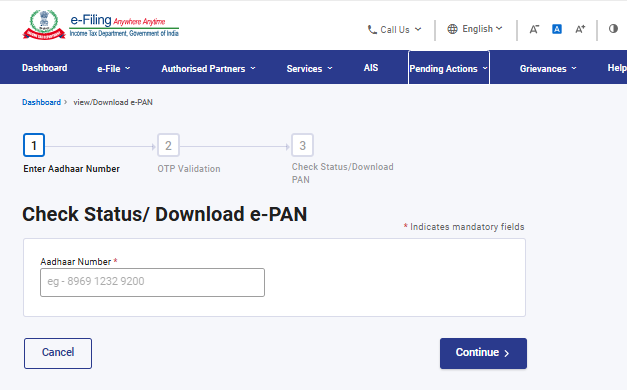 e-Filing Anywhere Anytime
Income Tax Department, Government of India
Call Us
English
A⁻ A A⁺
Dashboard e-File Authorised Partners Services AIS Pending Actions Grievances Help
Dashboard > view/Download e-PAN
1 2 3
Enter Aadhaar Number OTP Validation Check Status/Download
PAN
Check Status/ Download e-PAN
* Indicates mandatory fields
Aadhaar Number *
eg - 8969 1232 9200
Cancel Continue >